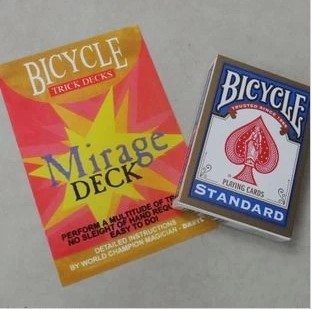 BICYCLE
TRICK DECKS
Mirage
DECK
PERFORM A MULTITUDE OF
NO SLEIGHT OF HAND
EASY TO DO!
DETAILED INSTRUCTIONS
BY WORLD CHAMPION MAGICIAN -
BICYCLE
TRUSTED SINCE
PLAYING CARDS
STANDARD